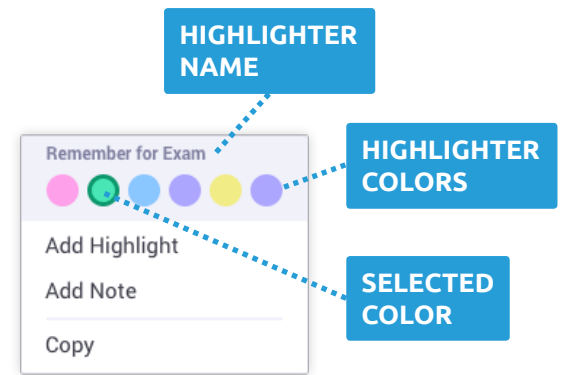 HIGHLIGHTER
NAME
Remember for Exam
HIGHLIGHTER
COLORS
Add Highlight
Add Note
SELECTED
COLOR
Copy